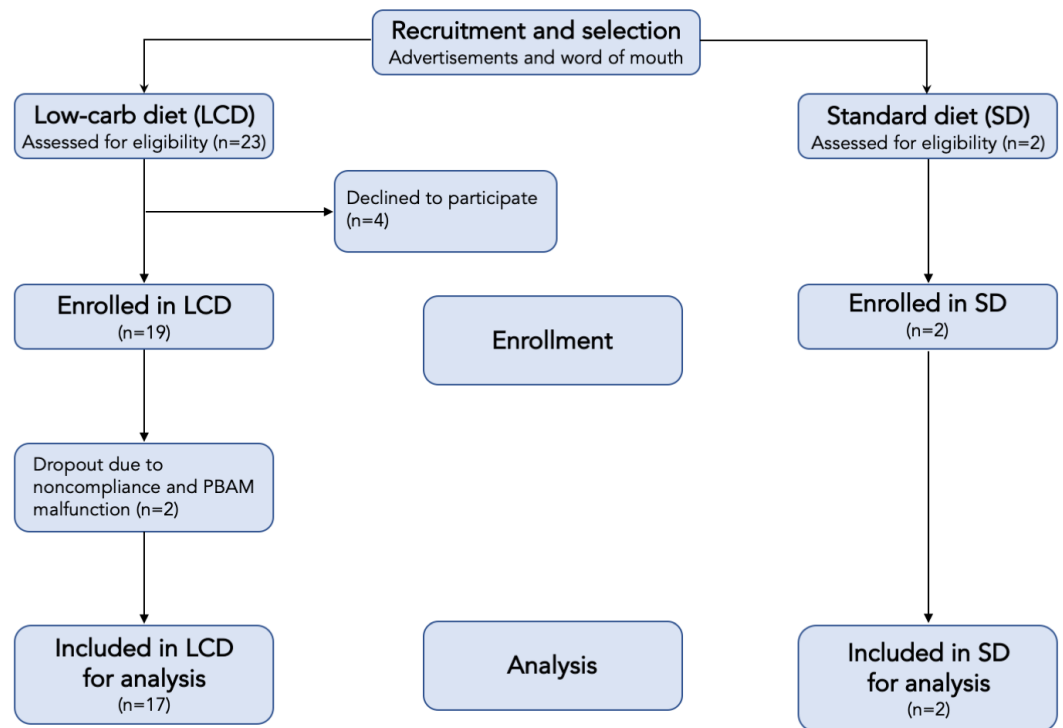 Recruitment and selection
Advertisements and word of mouth
Low-carb diet (LCD)
Assessed for eligibility (n=23)
Standard diet (SD)
Assessed for eligibility (n=2)
Declined to participate
(n=4)
Enrolled in LCD
(n=19)
Enrollment
Enrolled in SD
(n=2)
Dropout due to
noncompliance and PBAM
malfunction (n=2)
Included in LCD
for analysis
(n=17)
Analysis
Included in SD
for analysis
(n=2)